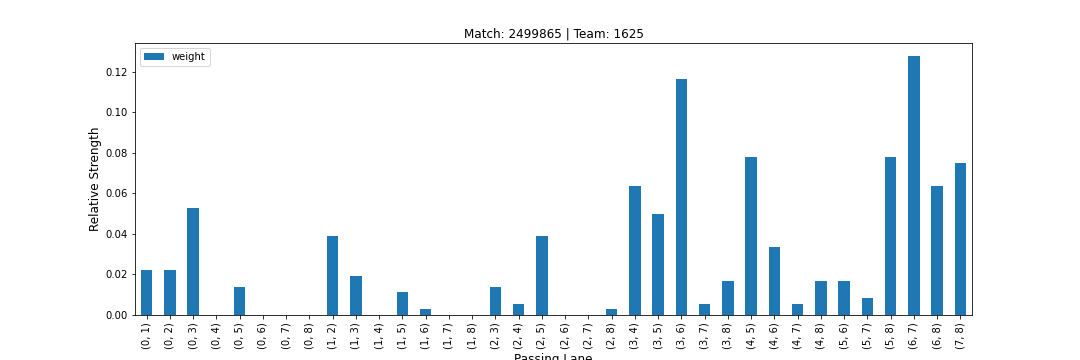 Match: 2499865 | Team: 1625
weight
Relative Strength
0.12
0.10
0.08
0.06
0.04
0.02
0.00
(0, 1) (0, 2) (0, 3) (0, 4) (0, 5) (0, 6) (0, 7) (0, 8) (1, 2) (1, 3) (1, 4) (1, 5) (1, 6) (1, 7) (1, 8) (2, 3) (2, 4) (2, 5) (2, 6) (2, 7) (2, 8) (3, 4) (3, 5) (3, 6) (3, 7) (3, 8) (4, 5) (4, 6) (4, 7) (4, 8) (5, 6) (5, 7) (5, 8) (6, 7) (6, 8) (7, 8)
Passing Lane